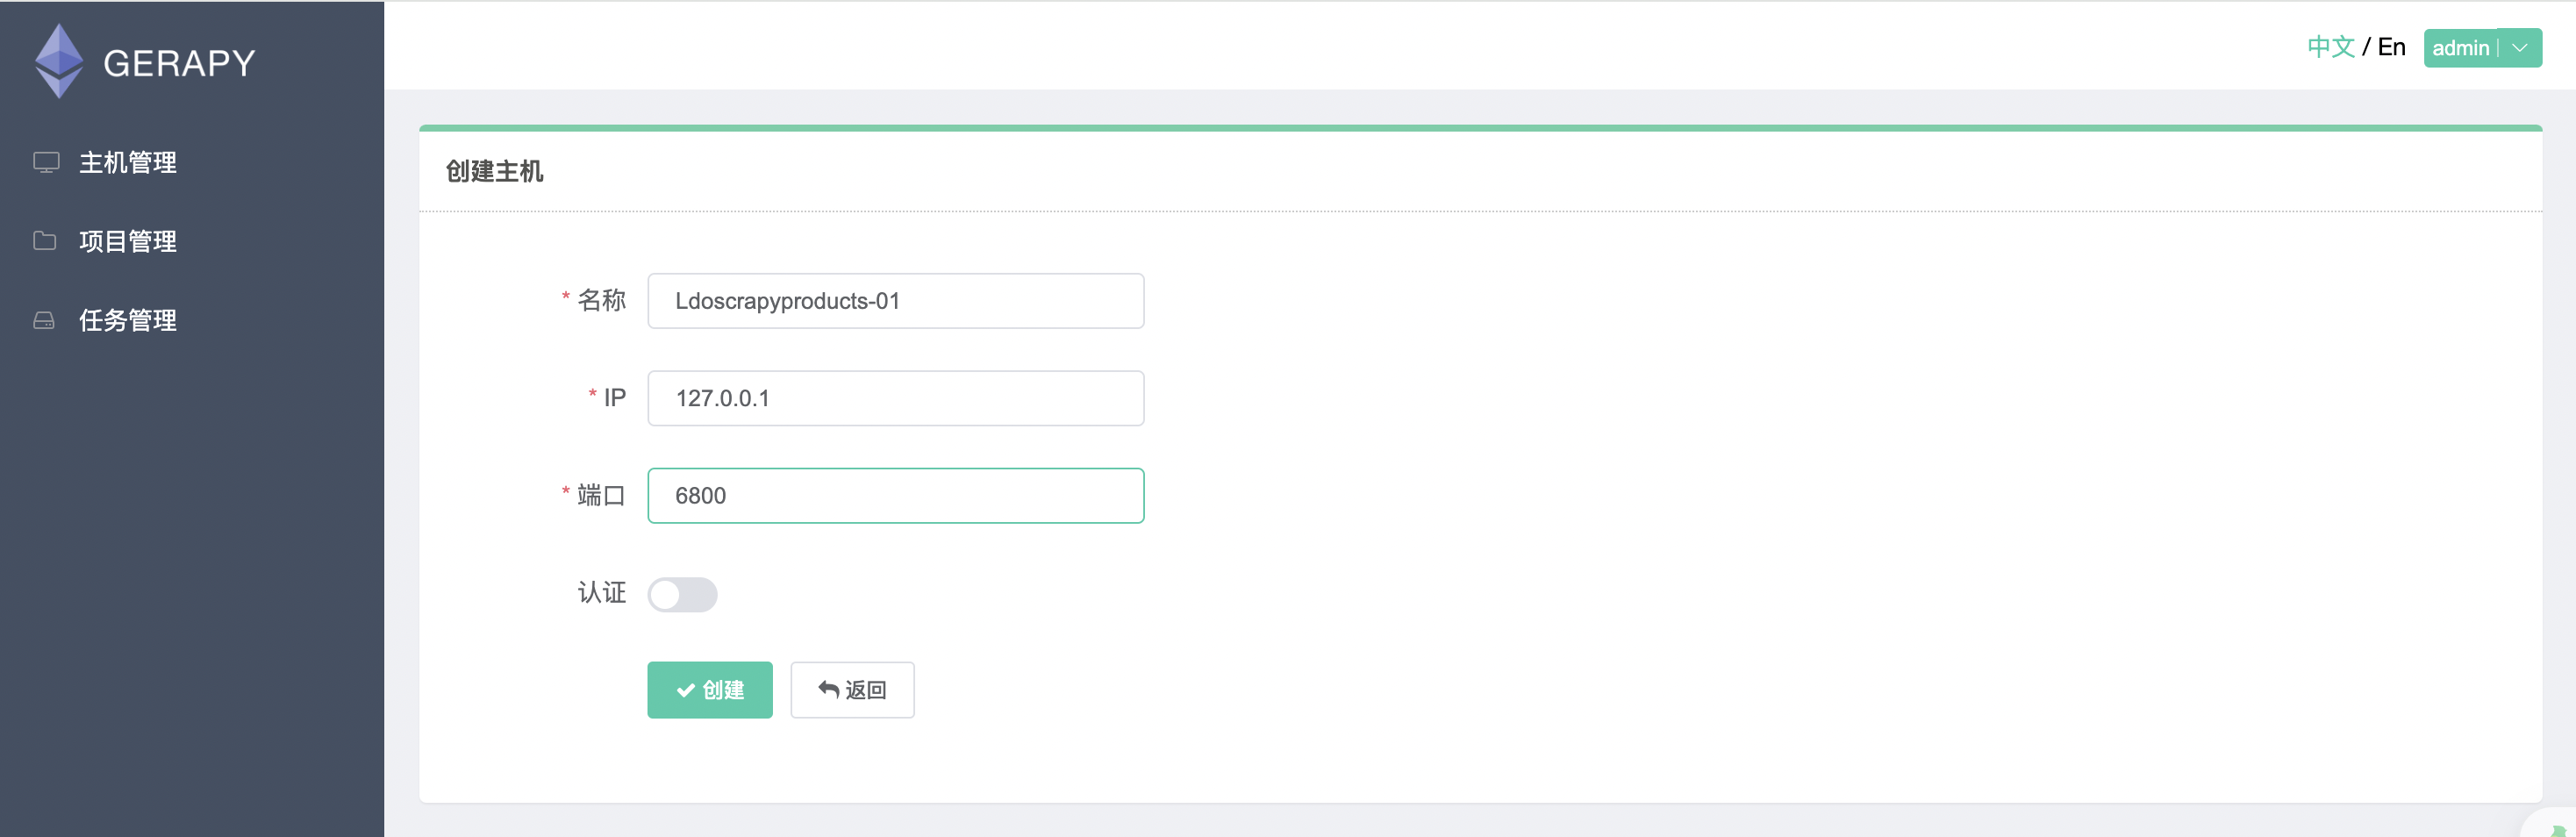 GERAPY
中文 / En
admin
主机管理
项目管理
任务管理
创建主机
* 名称 Ldoscrapyproducts-01
* IP 127.0.0.1
* 端口 6800
认证
创建 返回